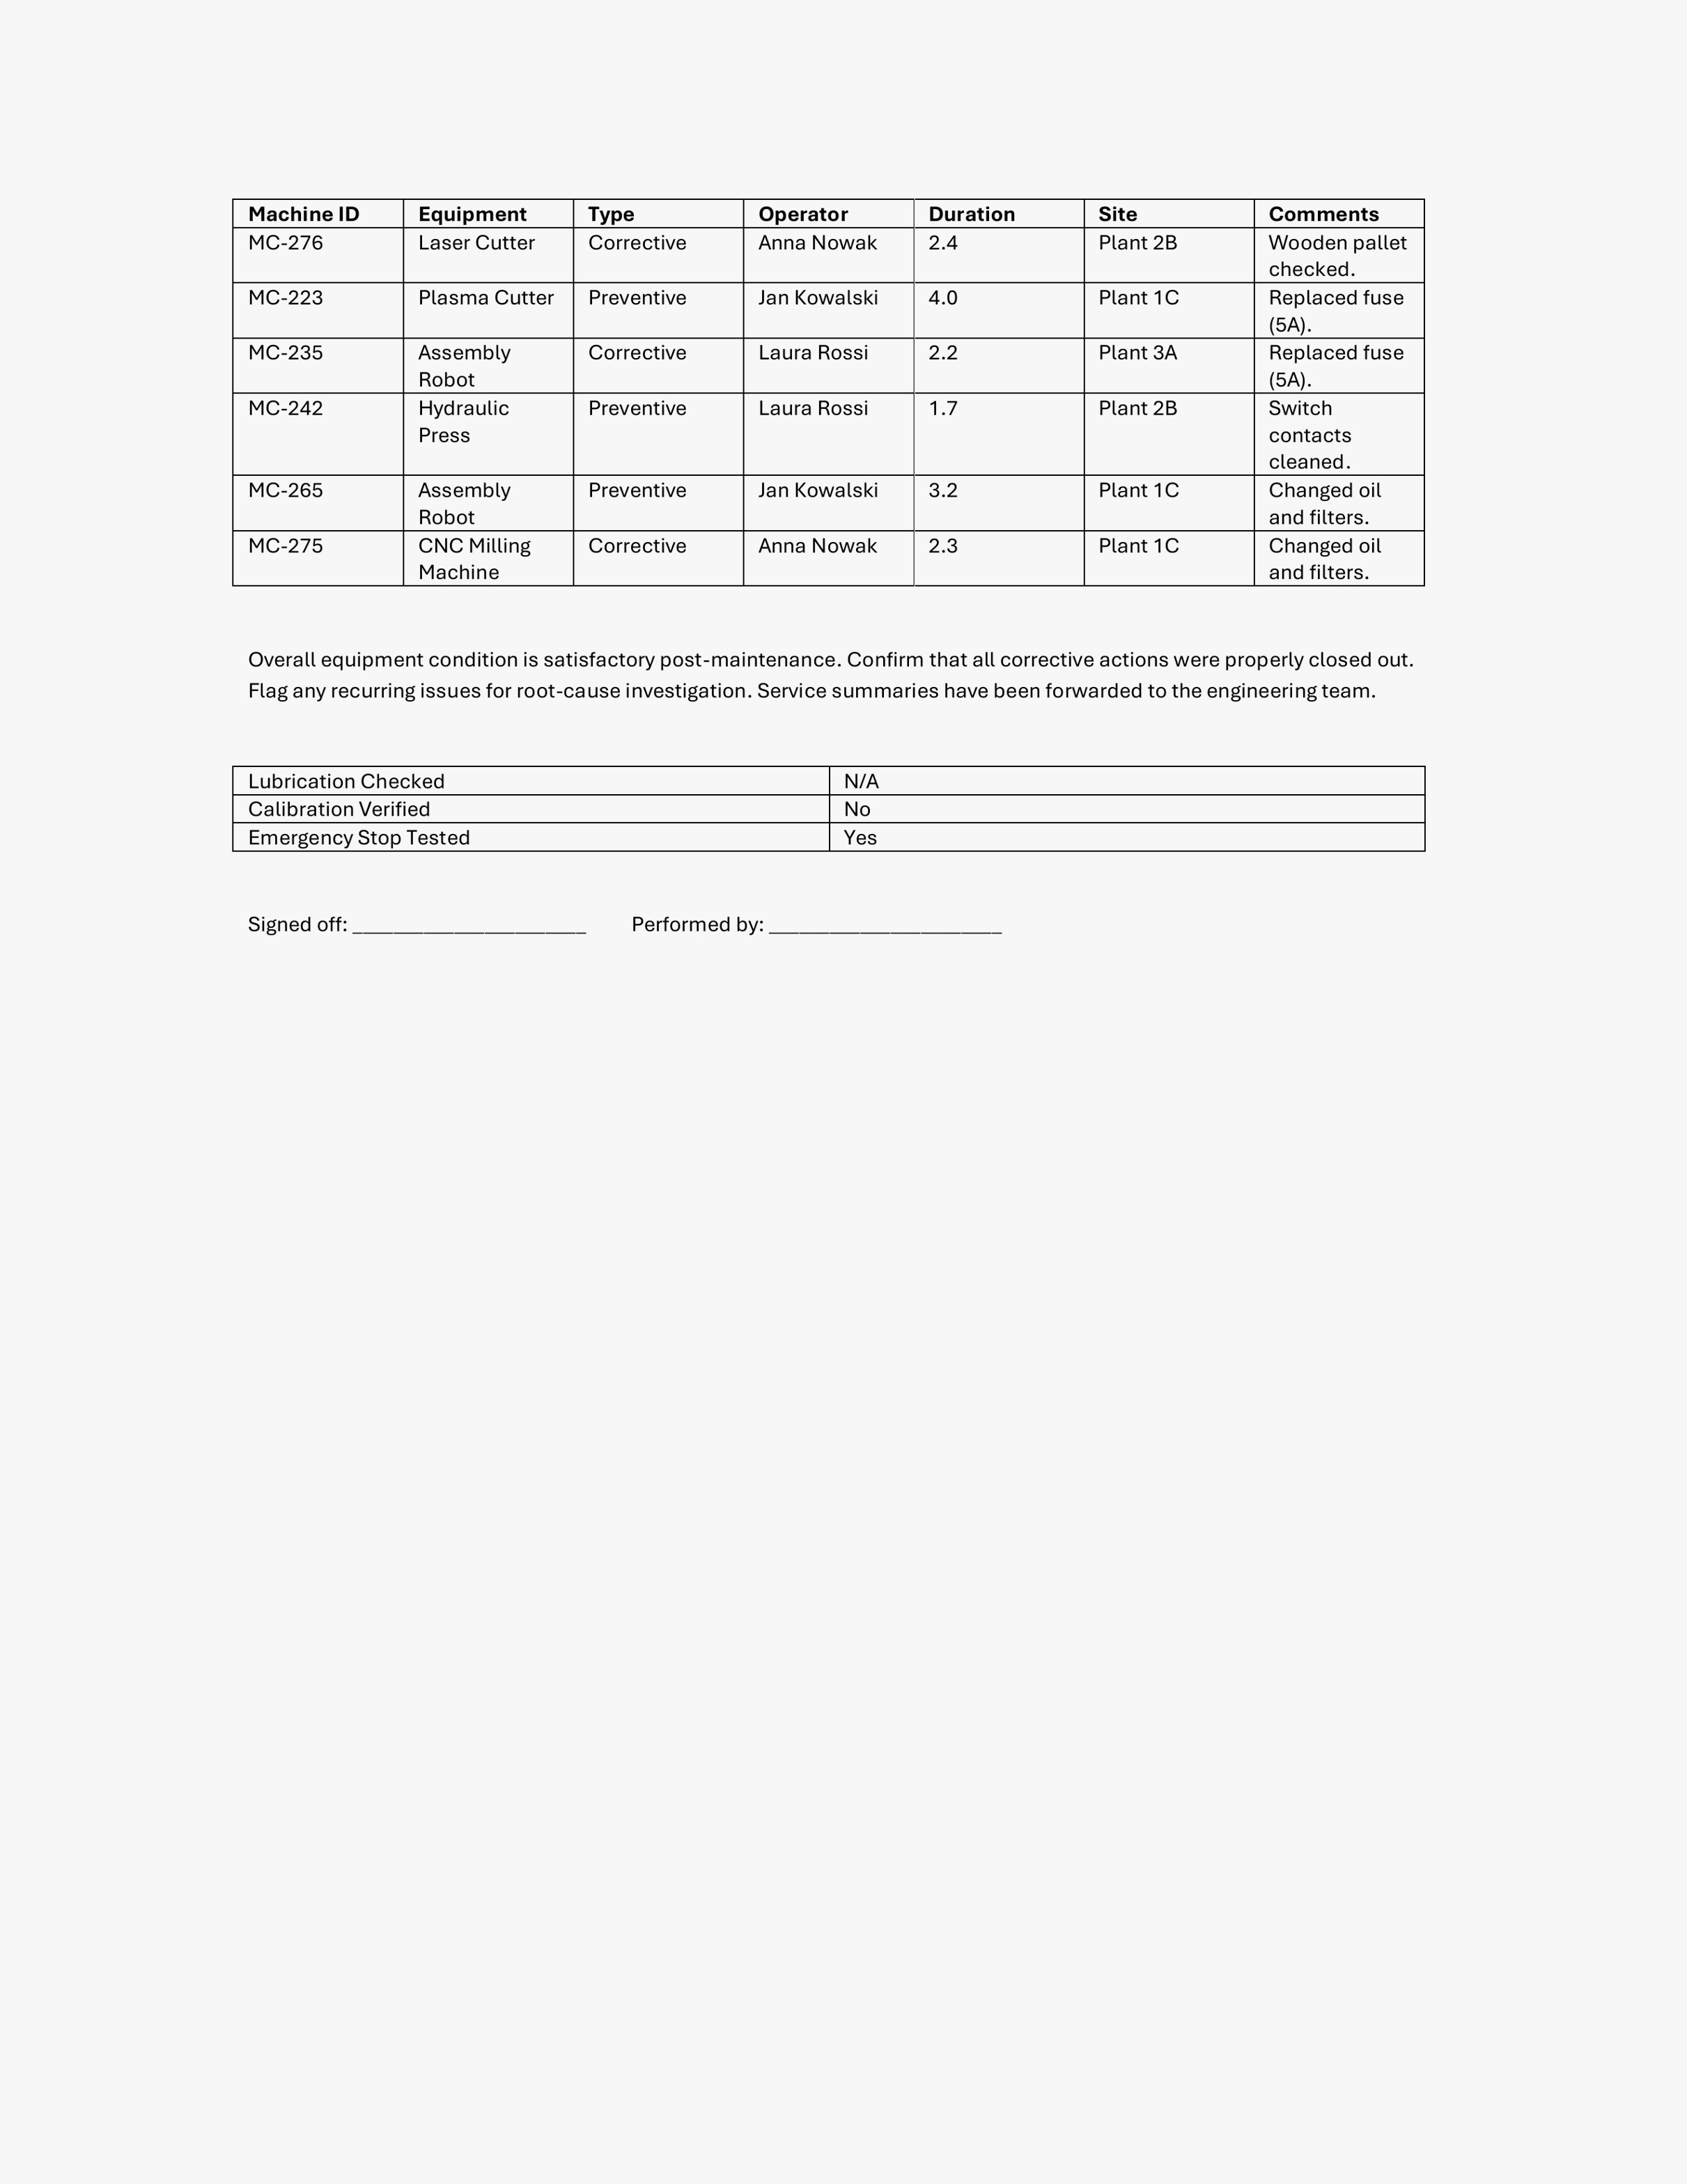 Machine ID Equipment Type Operator Duration Site Comments
MC-276 Laser Cutter Corrective Anna Nowak 2.4 Plant 2B Wooden pallet
checked.
MC-223 Plasma Cutter Preventive Jan Kowalski 4.0 Plant 1C Replaced fuse
(5A).
MC-235 Assembly Corrective Laura Rossi 2.2 Plant 3A Replaced fuse
Robot (5A).
MC-242 Hydraulic Preventive Laura Rossi 1.7 Plant 2B Switch
Press contacts
cleaned.
MC-265 Assembly Preventive Jan Kowalski 3.2 Plant 1C Changed oil
Robot and filters.
MC-275 CNC Milling Corrective Anna Nowak 2.3 Plant 1C Changed oil
Machine and filters.
Overall equipment condition is satisfactory post-maintenance. Confirm that all corrective actions were properly closed out.
Flag any recurring issues for root-cause investigation. Service summaries have been forwarded to the engineering team.
Lubrication Checked N/A
Calibration Verified No
Emergency Stop Tested Yes
Signed off: _______________________ Performed by: _______________________